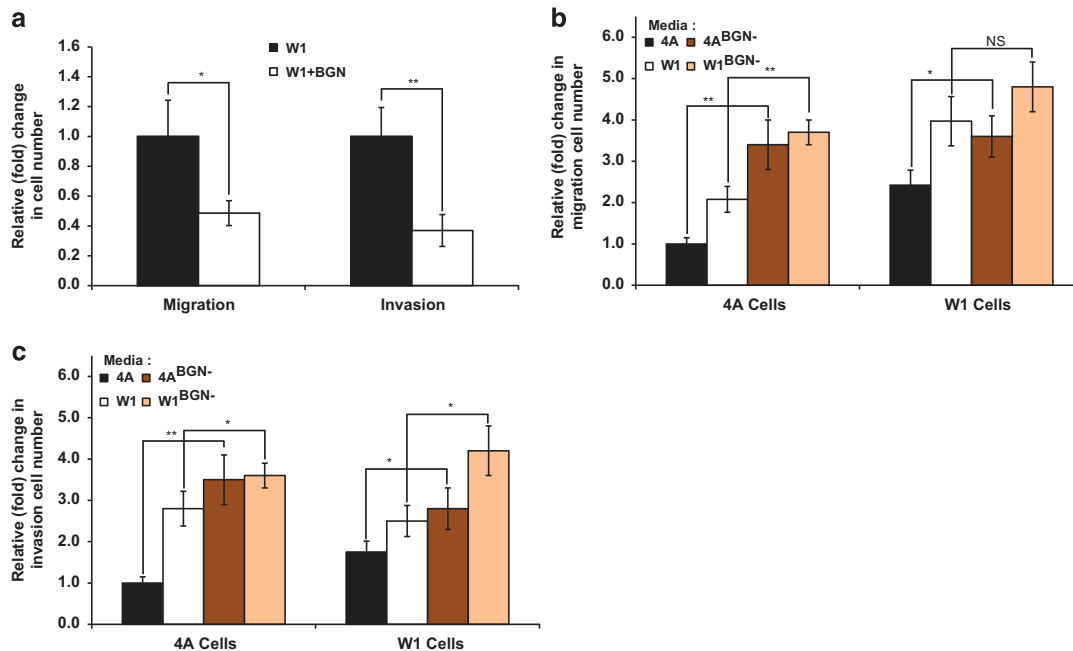 a
Relative (fold) change
in cell number
1.6
1.4
1.2
1.0
0.8
0.6
0.4
0.2
0.0
W1
W1+BGN
*
**
Migration
Invasion
b
Relative (fold) change in
migration cell number
Media :
4A 4A BGN-
W1 W1 BGN-
6.0
5.0
4.0
3.0
2.0
1.0
0.0
**
**
*
NS
4A Cells
W1 Cells
c
Relative (fold) change in
invasion cell number
Media :
4A 4A BGN-
W1 W1 BGN-
6.0
5.0
4.0
3.0
2.0
1.0
0.0
**
*
*
*
4A Cells
W1 Cells